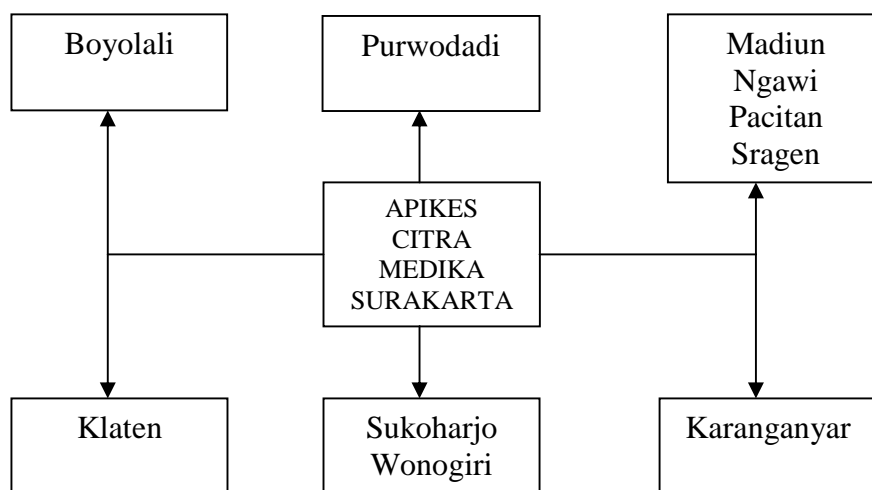 Boyolali
Purwodadi
Madiun
Ngawi
Pacitan
Sragen
APIKES
CITRA
MEDIKA
SURAKARTA
Klaten
Sukoharjo
Wonogiri
Karanganyar